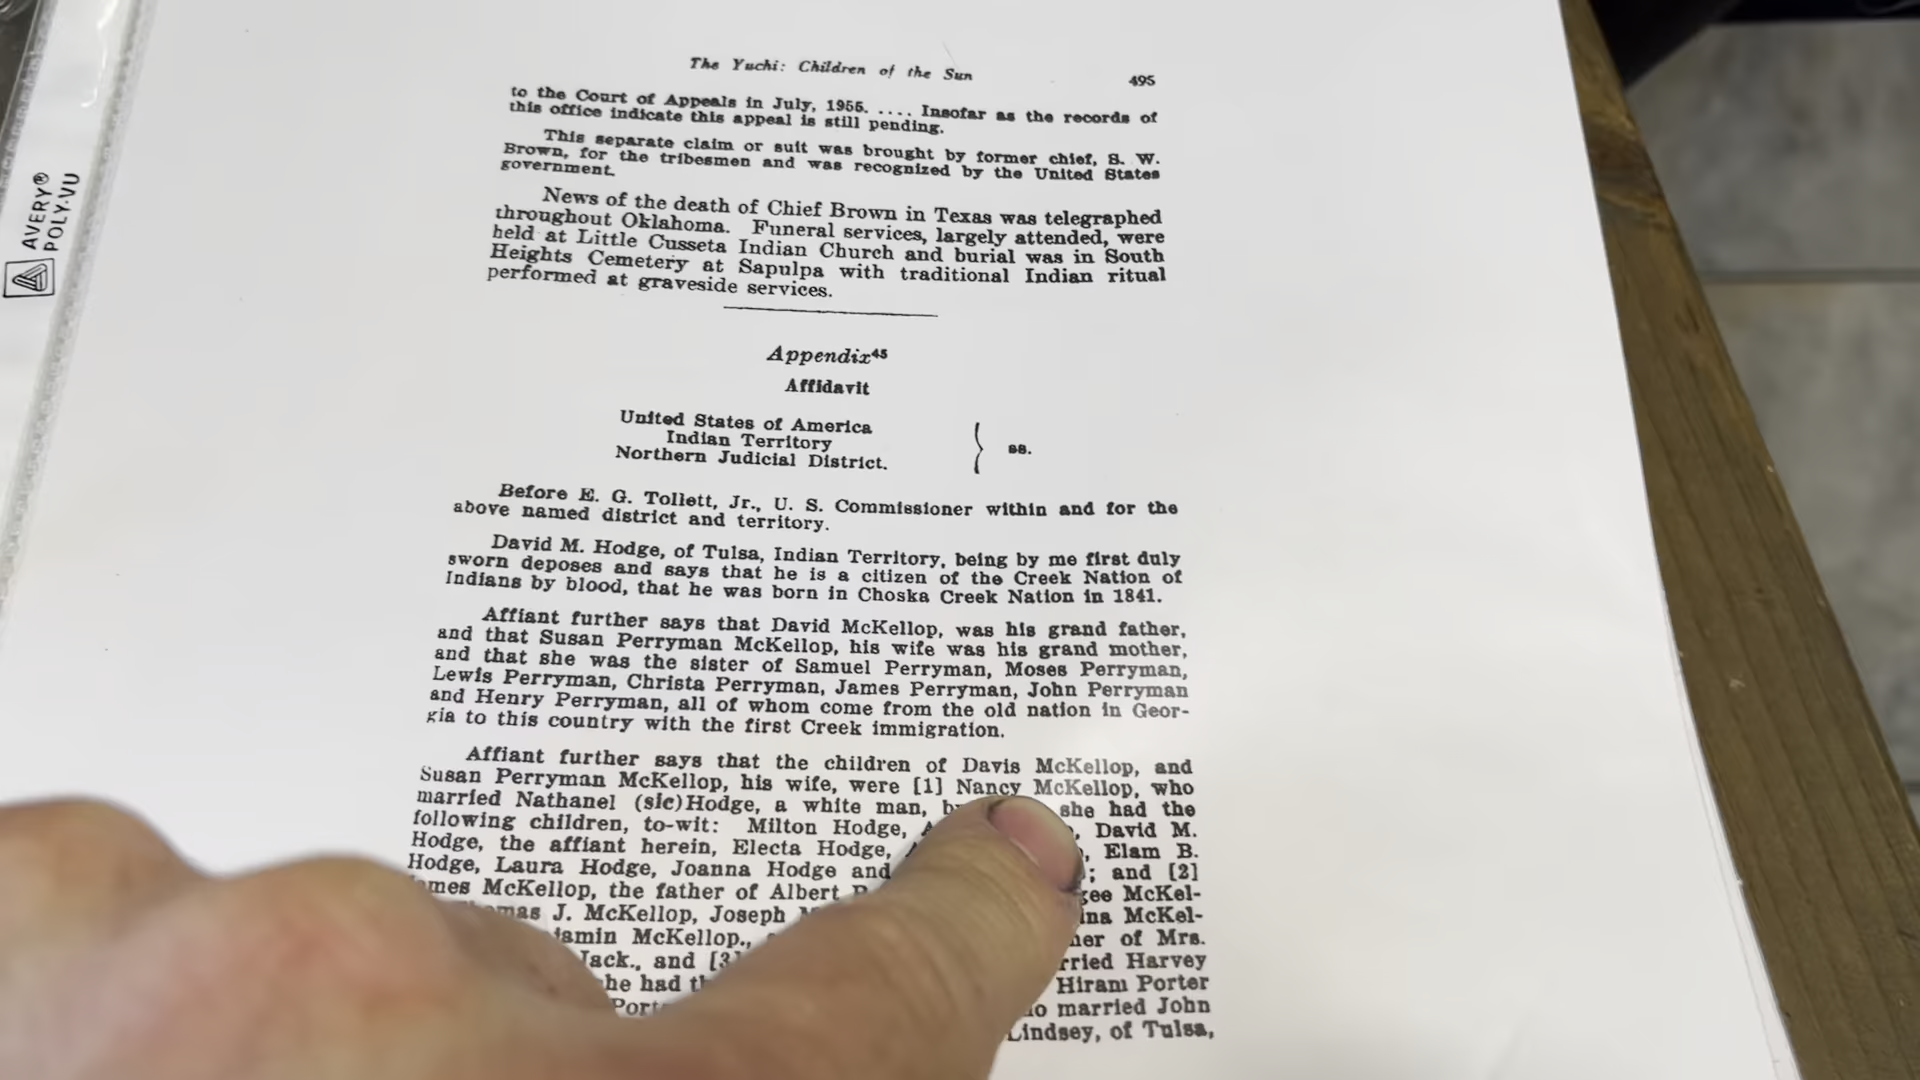 AVERY®
POLY-VU
The Yuchi: Children of the Sun 495
to the Court of Appeals in July, 1955. .... Insofar as the records of
this office indicate this appeal is still pending.
This separate claim or suit was brought by former chief, S. W.
Brown, for the tribesmen and was recognized by the United States
government.
News of the death of Chief Brown in Texas was telegraphed
throughout Oklahoma. Funeral services, largely attended, were
held at Little Cusseta Indian Church and burial was in South
Heights Cemetery at Sapulpa with traditional Indian ritual
performed at graveside services.
Appendix45
Affidavit
United States of America
Indian Territory
Northern Judicial District.
ss.
Before E. G. Tollett, Jr., U. S. Commissioner within and for the
above named district and territory.
David M. Hodge, of Tulsa, Indian Territory, being by me first duly
sworn deposes and says that he is a citizen of the Creek Nation of
Indians by blood, that he was born in Choska Creek Nation in 1841.
Affiant further says that David McKellop, was his grand father,
and that Susan Perryman McKellop, his wife was his grand mother,
and that she was the sister of Samuel Perryman, Moses Perryman,
Lewis Perryman, Christa Perryman, James Perryman, John Perryman
and Henry Perryman, all of whom come from the old nation in Geor-
gia to this country with the first Creek immigration.
Affiant further says that the children of Davis McKellop, and
Susan Perryman McKellop, his wife, were [1] Nancy McKellop, who
married Nathanel (sic)Hodge, a white man, she had the
following children, to-wit: Milton Hodge, David M.
Hodge, the affiant herein, Electa Hodge, Elam B.
Hodge, Laura Hodge, Joanna Hodge and ; and [2]
James McKellop, the father of Albert McKel-
Thomas J. McKellop, Joseph McKel-
McKellop., of Mrs.
Jack., and [3] Harvey
he had Hiram Porter
married John
Lindsey, of Tulsa,